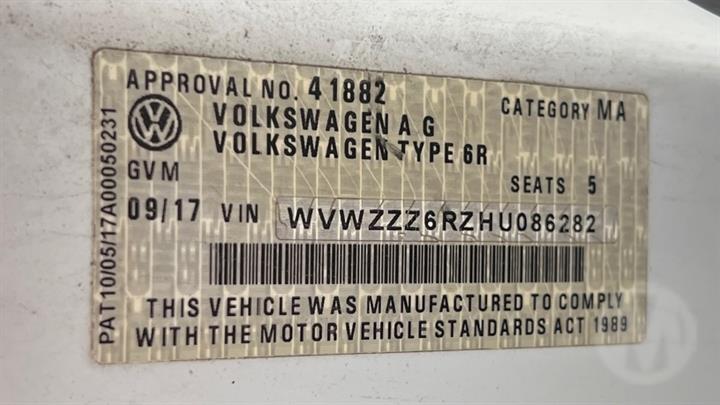 APPROVAL NO. 41882
CATEGORY MA
VOLKSWAGEN AG
VOLKSWAGEN TYPE 6R
GVM
SEATS 5
09/17 VIN WVWZZZ6RZHU086282
THIS VEHICLE WAS MANUFACTURED TO COMPLY
WITH THE MOTOR VEHICLE STANDARDS ACT 1989
PAT10/05/17A00050231